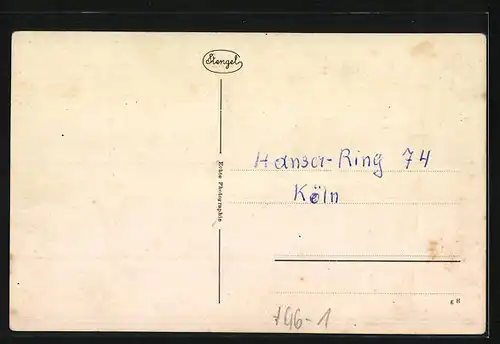 Stengel
Echte Photographie
Hansa-Ring 74
Köln
g H
196-1